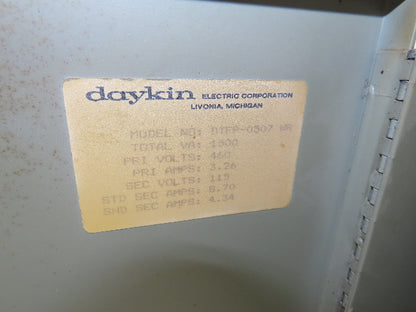 daykin ELECTRIC CORPORATION
LIVONIA, MICHIGAN
MODEL NO: DTFP-0507 WR
TOTAL VA: 1500
PRI VOLTS: 460
PRI AMPS: 3.26
SEC VOLTS: 115
STD SEC AMPS: 8.70
SHD SEC AMPS: 4.34